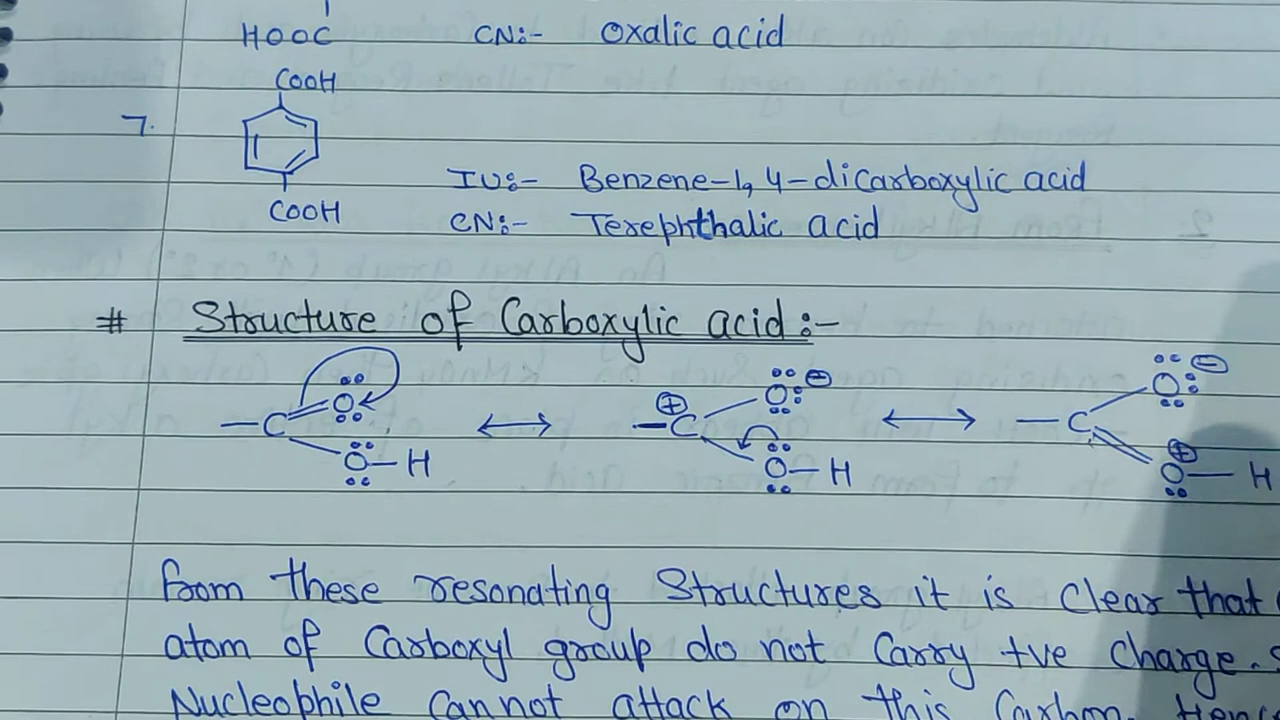 HOOC CN:- Oxalic acid
COOH
7.
IU:- Benzene-1,4-dicarboxylic acid
COOH
CN:- Terephthalic acid
# Structure of Carboxylic acid:-
C O O-H ↔ ⊕ C O ⊖ O-H ↔ C O ⊖ O ⊕ H
from these resonating Structures it is Clear that
atom of Carboxyl group do not Carry +ve Charge.
Nucleophile Cannot attack on this Carbon.